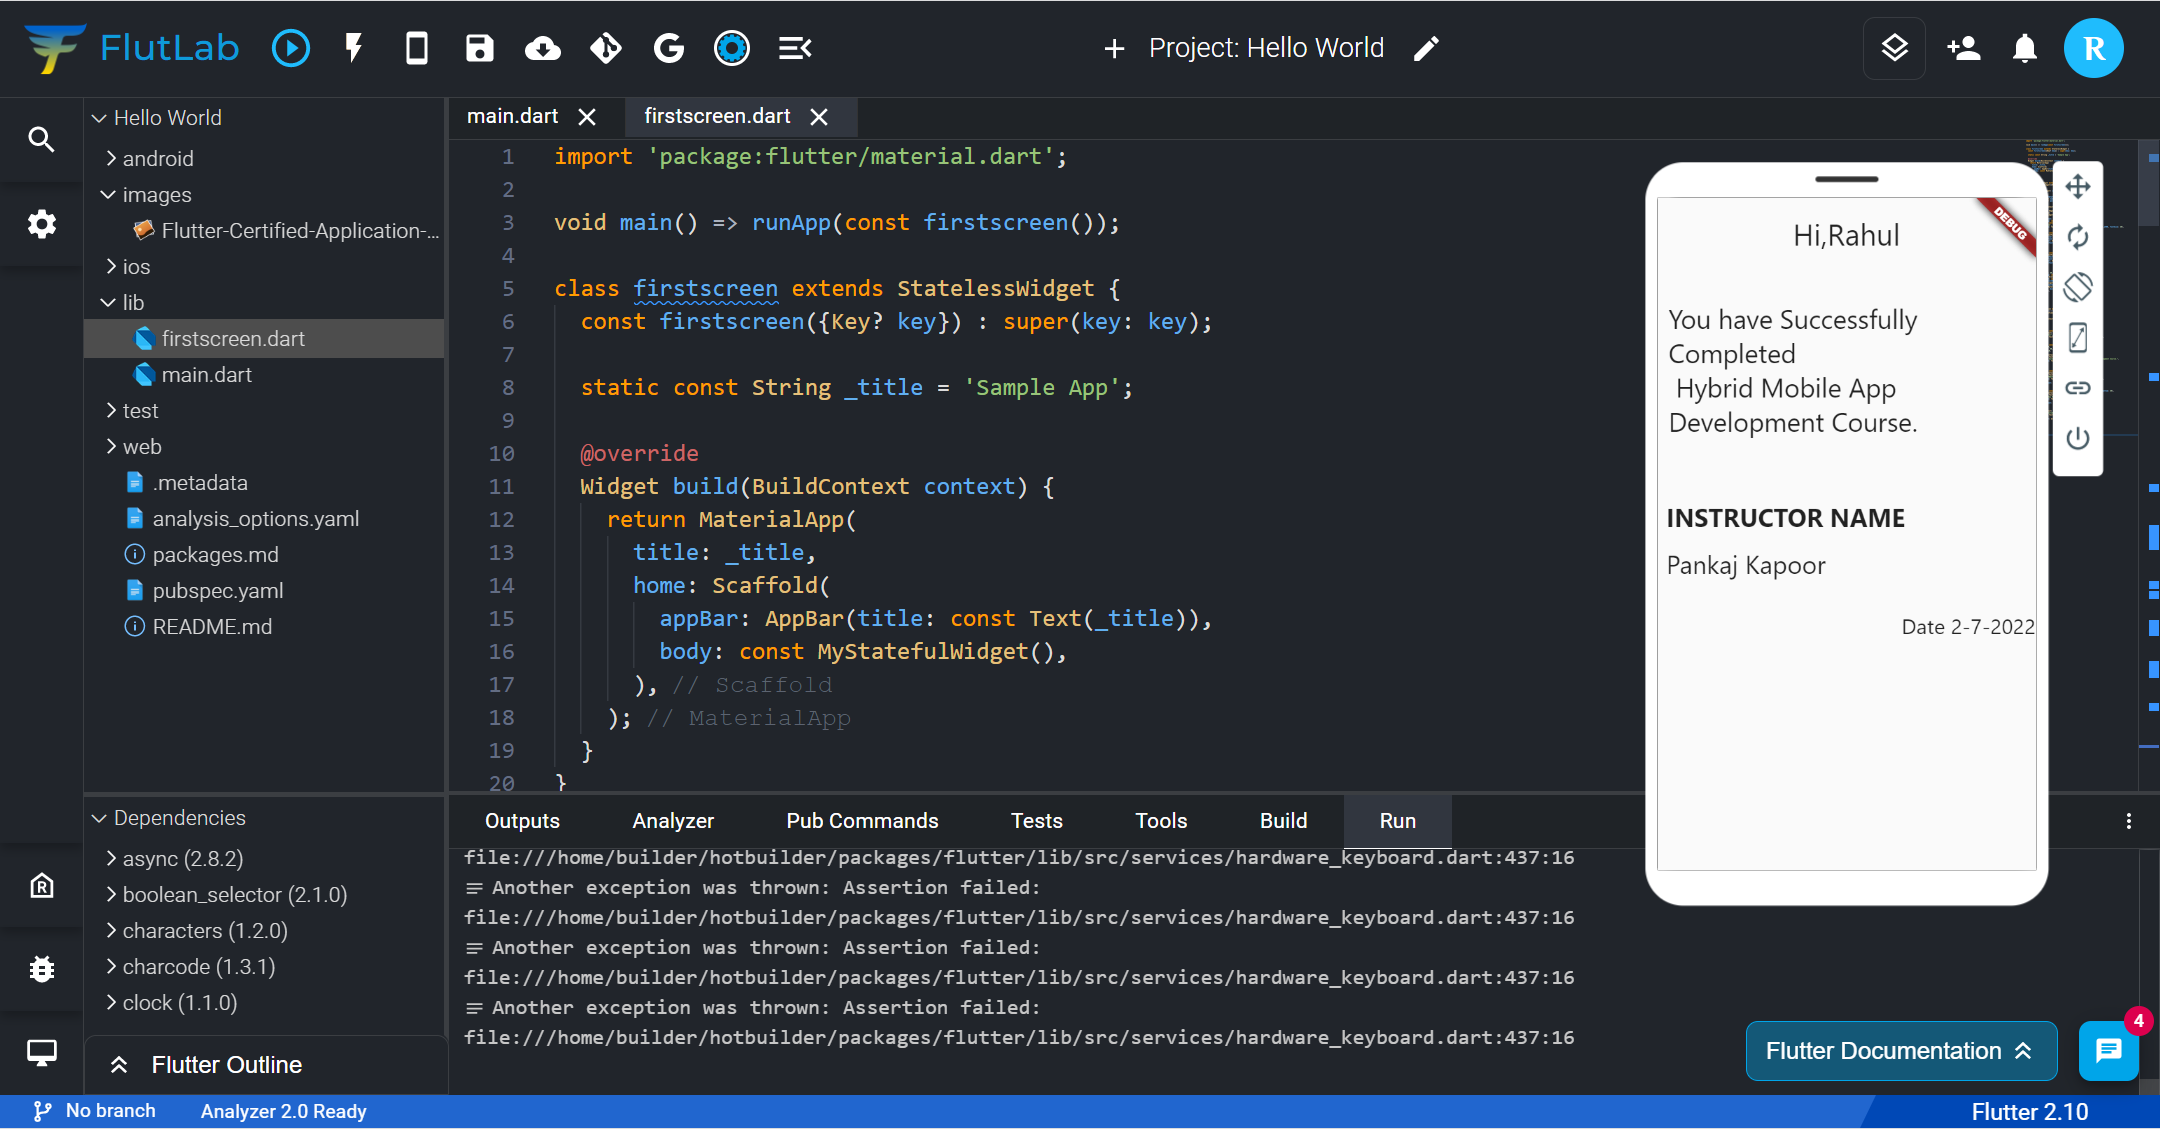 FlutLab
Project: Hello World
R
Hello World
android
images
Flutter-Certified-Application-...
ios
lib
firstscreen.dart
main.dart
test
web
.metadata
analysis_options.yaml
packages.md
pubspec.yaml
README.md
Dependencies
async (2.8.2)
boolean_selector (2.1.0)
characters (1.2.0)
charcode (1.3.1)
clock (1.1.0)
Flutter Outline
main.dart
firstscreen.dart
1 import 'package:flutter/material.dart';
2
3 void main() => runApp(const firstscreen());
4
5 class firstscreen extends StatelessWidget {
6 const firstscreen({Key? key}) : super(key: key);
7
8 static const String _title = 'Sample App';
9
10 @override
11 Widget build(BuildContext context) {
12 return MaterialApp(
13 title: _title,
14 home: Scaffold(
15 appBar: AppBar(title: const Text(_title)),
16 body: const MyStatefulWidget(),
17 ), // Scaffold
18 ); // MaterialApp
19 }
20 }
DEBUG
Hi,Rahul
You have Successfully
Completed
Hybrid Mobile App
Development Course.
INSTRUCTOR NAME
Pankaj Kapoor
Date 2-7-2022
Outputs Analyzer Pub Commands Tests Tools Build Run
file:///home/builder/hotbuilder/packages/flutter/lib/src/services/hardware_keyboard.dart:437:16
Another exception was thrown: Assertion failed:
file:///home/builder/hotbuilder/packages/flutter/lib/src/services/hardware_keyboard.dart:437:16
Another exception was thrown: Assertion failed:
file:///home/builder/hotbuilder/packages/flutter/lib/src/services/hardware_keyboard.dart:437:16
Another exception was thrown: Assertion failed:
file:///home/builder/hotbuilder/packages/flutter/lib/src/services/hardware_keyboard.dart:437:16
Flutter Documentation
4
No branch
Analyzer 2.0 Ready
Flutter 2.10